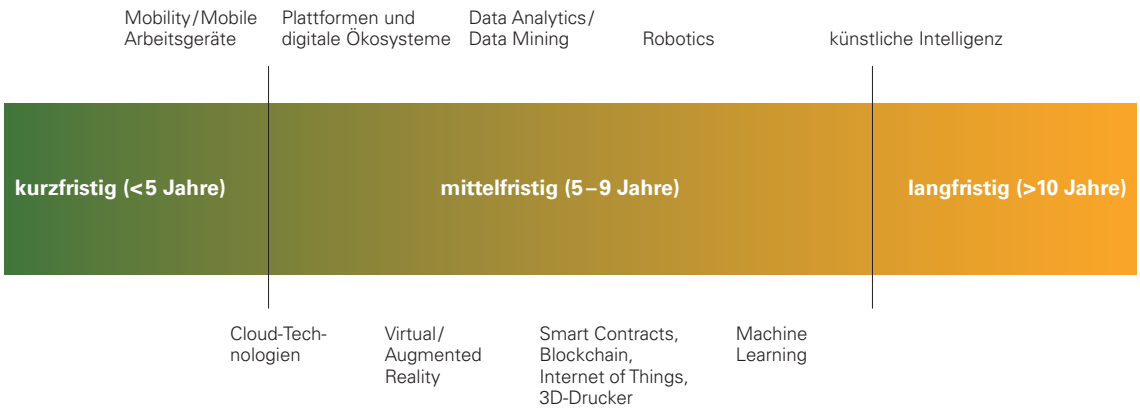 Mobility/Mobile
Arbeitsgeräte
Plattformen und
digitale Ökosysteme
Data Analytics/
Data Mining
Robotics
künstliche Intelligenz
kurzfristig (<5 Jahre)
mittelfristig (5–9 Jahre)
langfristig (>10 Jahre)
Cloud-Tech-
nologien
Virtual/
Augmented
Reality
Smart Contracts,
Blockchain,
Internet of Things,
3D-Drucker
Machine
Learning